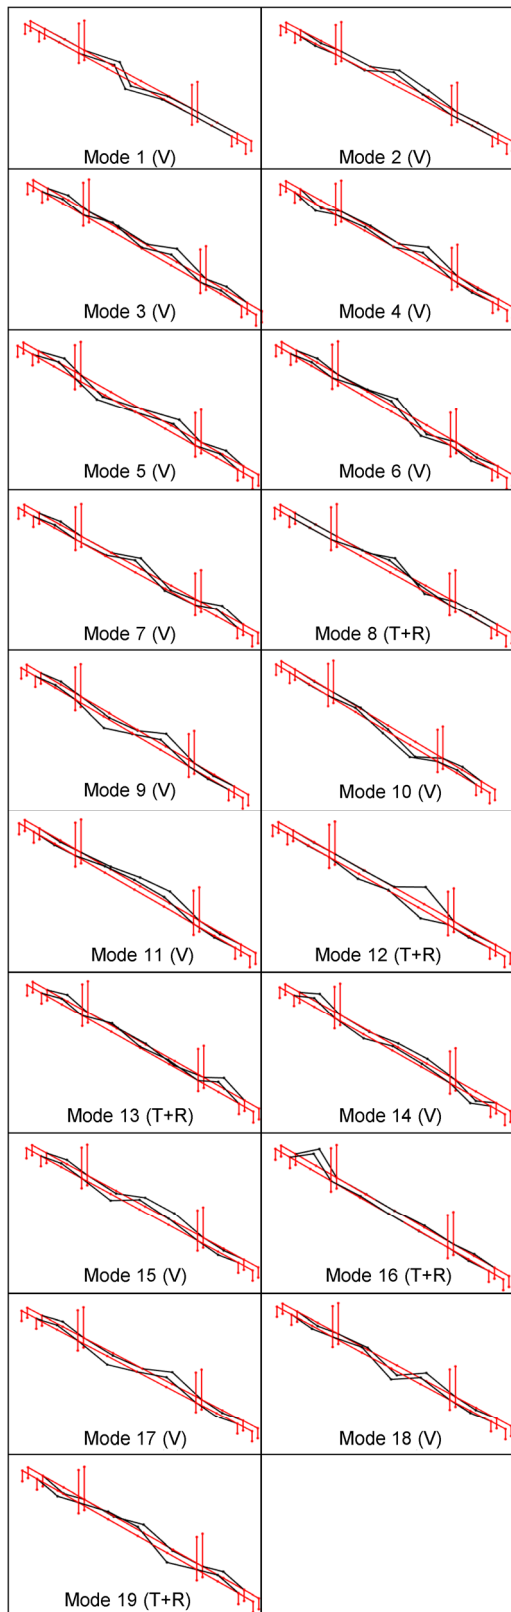 Mode 1 (V)
Mode 2 (V)
Mode 3 (V)
Mode 4 (V)
Mode 5 (V)
Mode 6 (V)
Mode 7 (V)
Mode 8 (T+R)
Mode 9 (V)
Mode 10 (V)
Mode 11 (V)
Mode 12 (T+R)
Mode 13 (T+R)
Mode 14 (V)
Mode 15 (V)
Mode 16 (T+R)
Mode 17 (V)
Mode 18 (V)
Mode 19 (T+R)